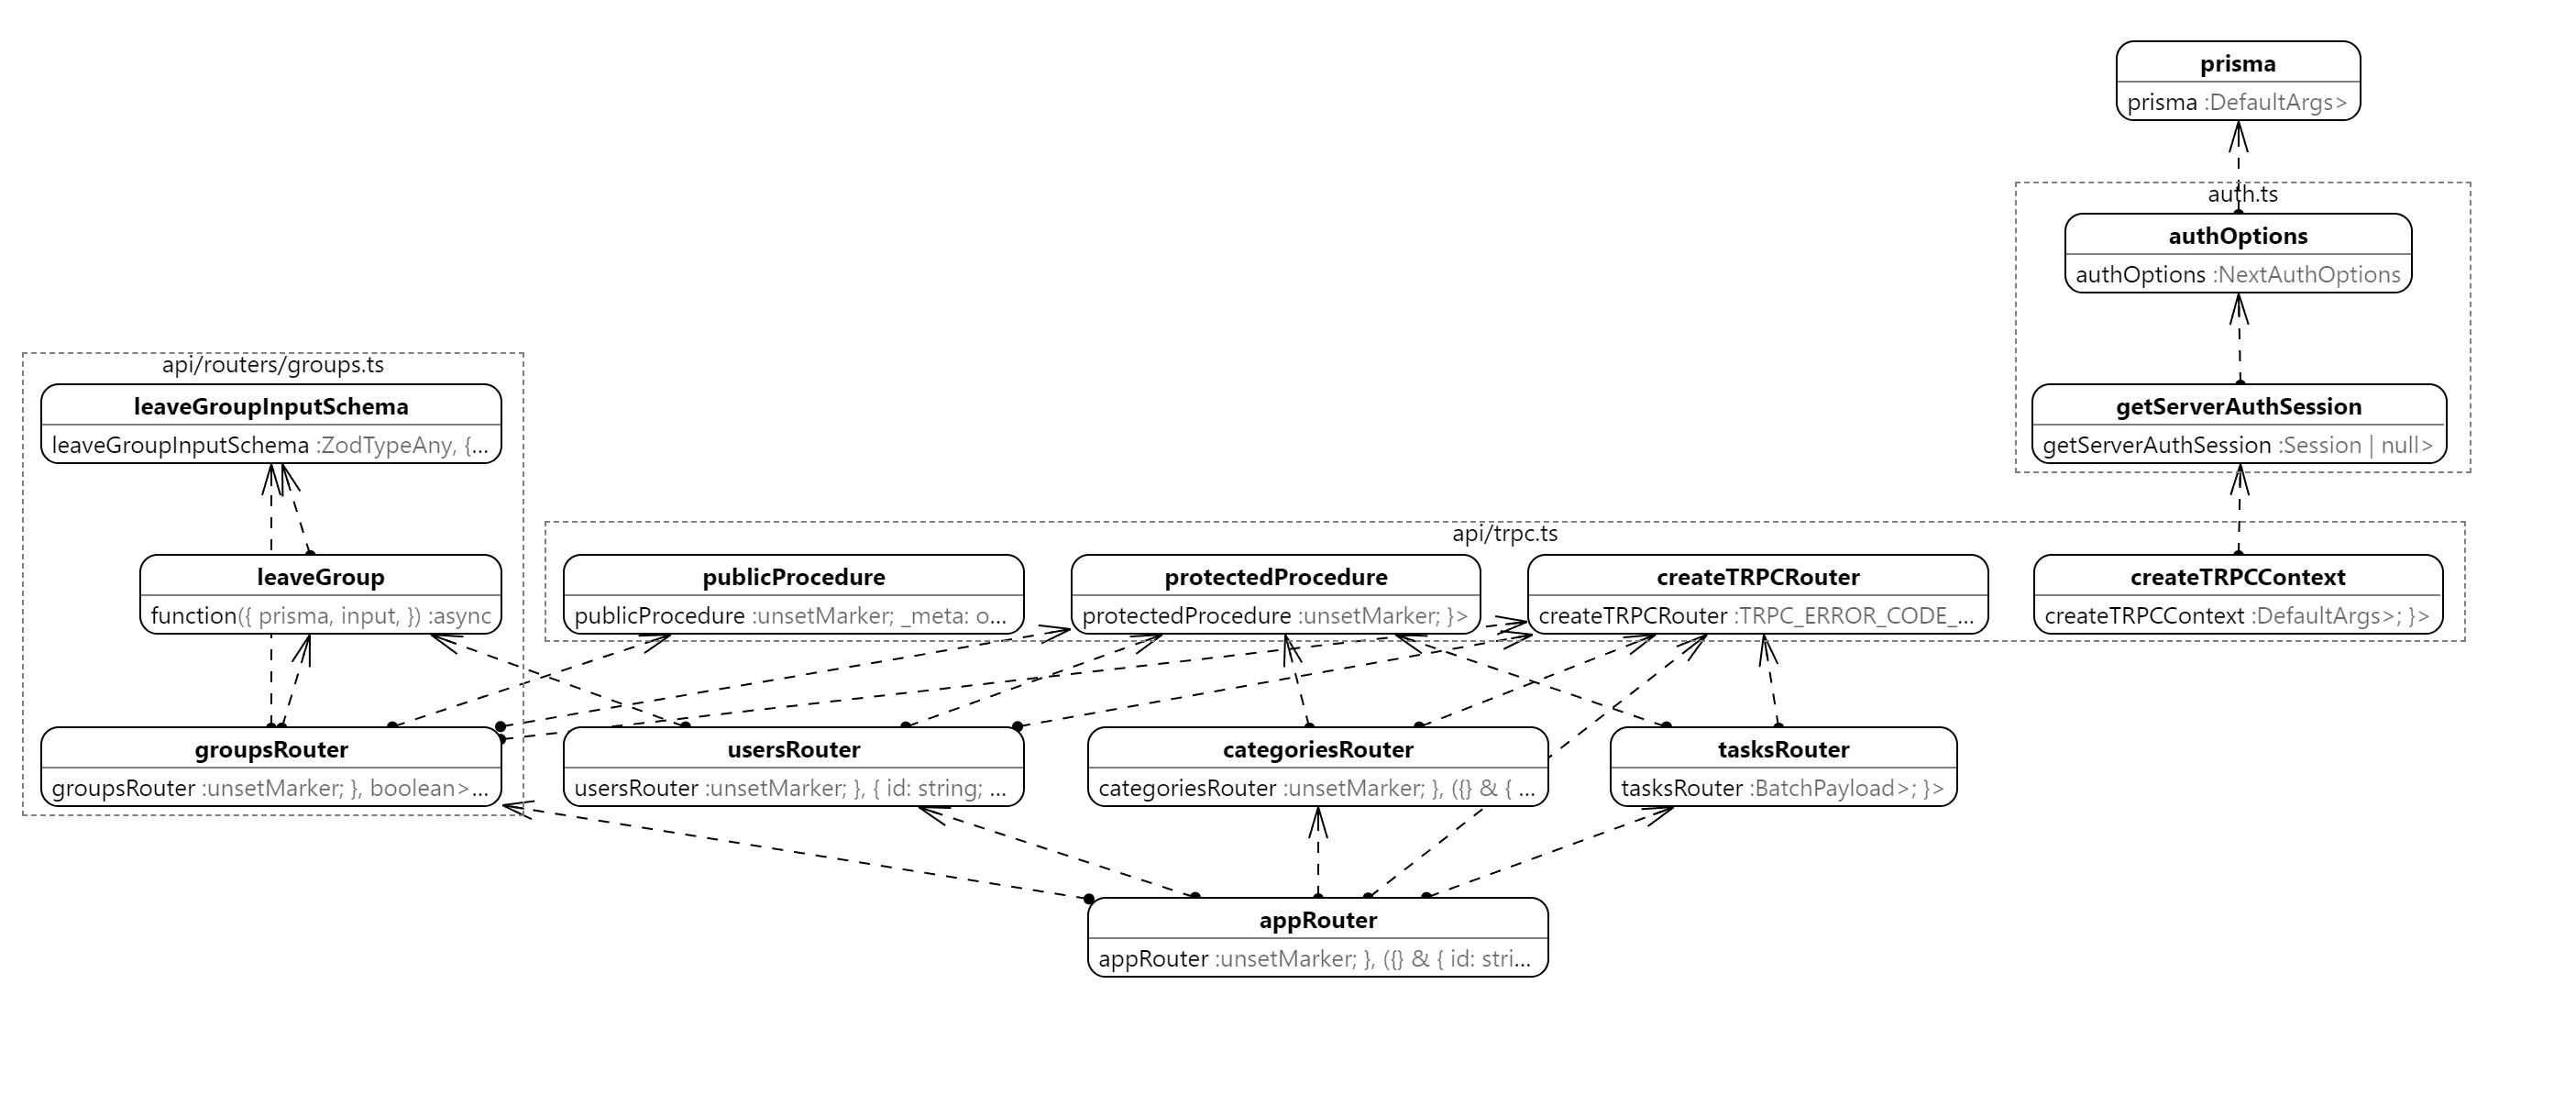 prisma
prisma :DefaultArgs>
auth.ts
authOptions
authOptions :NextAuthOptions
getServerAuthSession
getServerAuthSession :Session | null>
api/routers/groups.ts
leaveGroupInputSchema
leaveGroupInputSchema :ZodTypeAny, {...
leaveGroup
function({ prisma, input, }) :async
api/trpc.ts
publicProcedure
publicProcedure :unsetMarker; _meta: o...
protectedProcedure
protectedProcedure :unsetMarker; }>
createTRPCRouter
createTRPCRouter :TRPC_ERROR_CODE_...
createTRPCContext
createTRPCContext :DefaultArgs>; }>
groupsRouter
groupsRouter :unsetMarker; }, boolean>...
usersRouter
usersRouter :unsetMarker; }, { id: string; ...
categoriesRouter
categoriesRouter :unsetMarker; }, ({} & { ...
tasksRouter
tasksRouter :BatchPayload>; }>
appRouter
appRouter :unsetMarker; }, ({} & { id: stri...